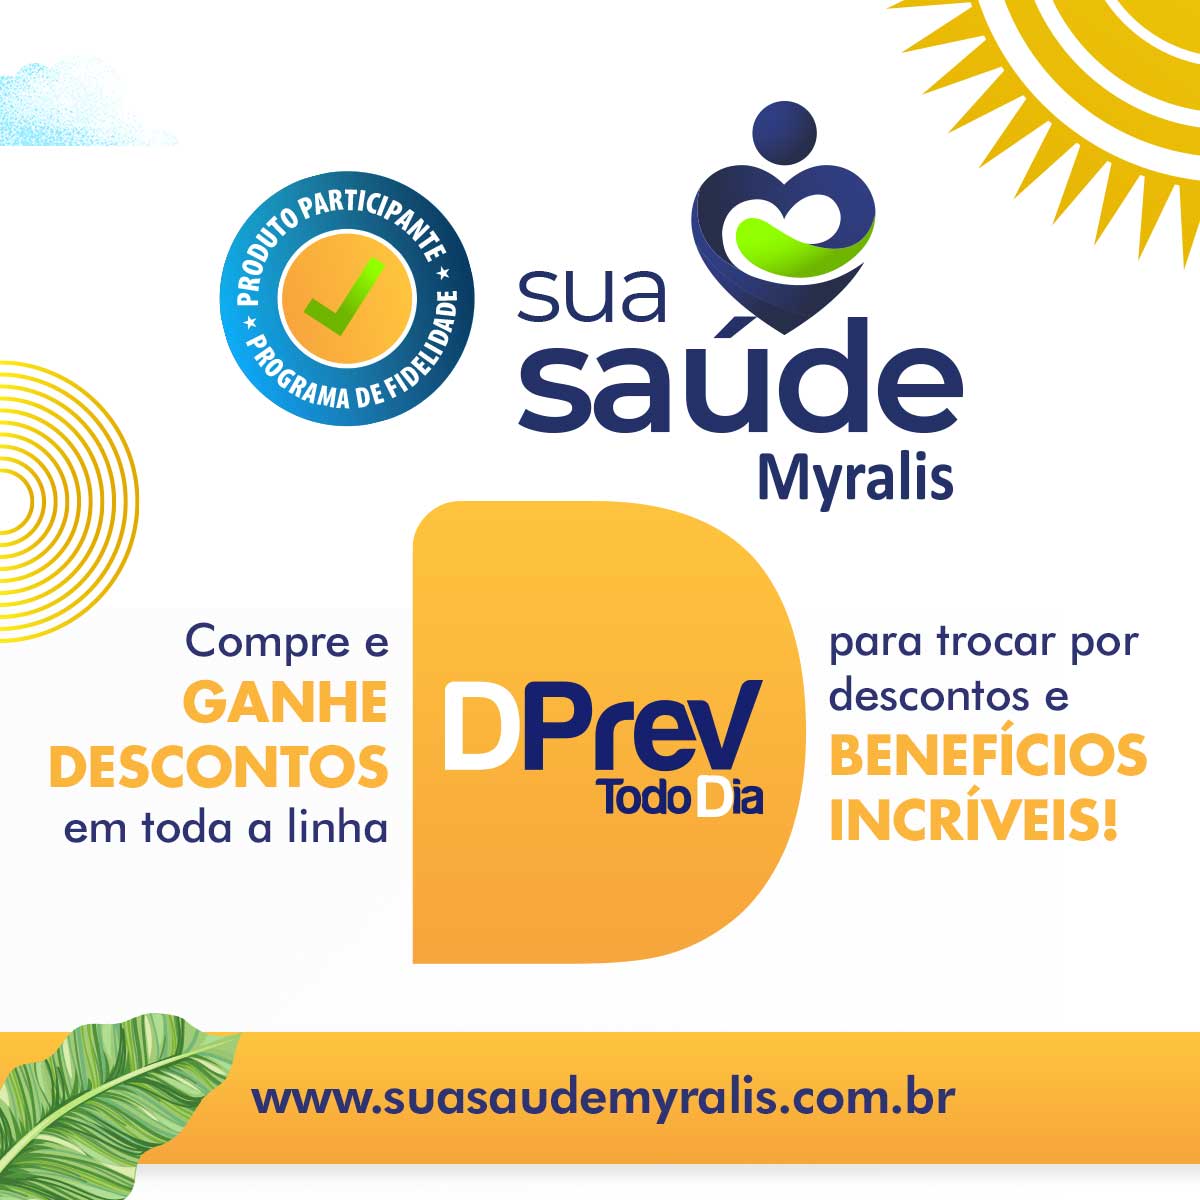 ★ PRODUTO PARTICIPANTE ★
PROGRAMA DE FIDELIDADE
sua
saúde
Myralis
Compre e
GANHE
DESCONTOS
em toda a linha
DPrev
Todo Dia
para trocar por
descontos e
BENEFÍCIOS
INCRÍVEIS!
www.suasaudemyralis.com.br